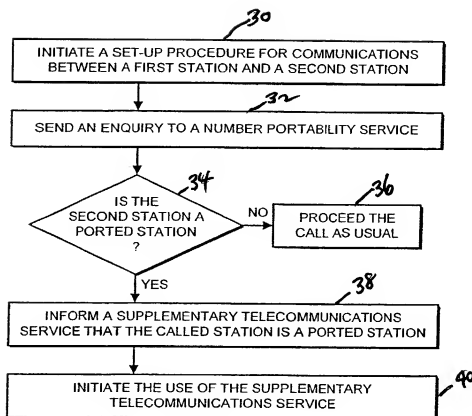 30
INITIATE A SET-UP PROCEDURE FOR COMMUNICATIONS
BETWEEN A FIRST STATION AND A SECOND STATION
32
SEND AN ENQUIRY TO A NUMBER PORTABILITY SERVICE
34
IS THE
SECOND STATION A
PORTED STATION
?
NO
36
PROCEED THE
CALL AS USUAL
YES
38
INFORM A SUPPLEMENTARY TELECOMMUNICATIONS
SERVICE THAT THE CALLED STATION IS A PORTED STATION
40
INITIATE THE USE OF THE SUPPLEMENTARY
TELECOMMUNICATIONS SERVICE